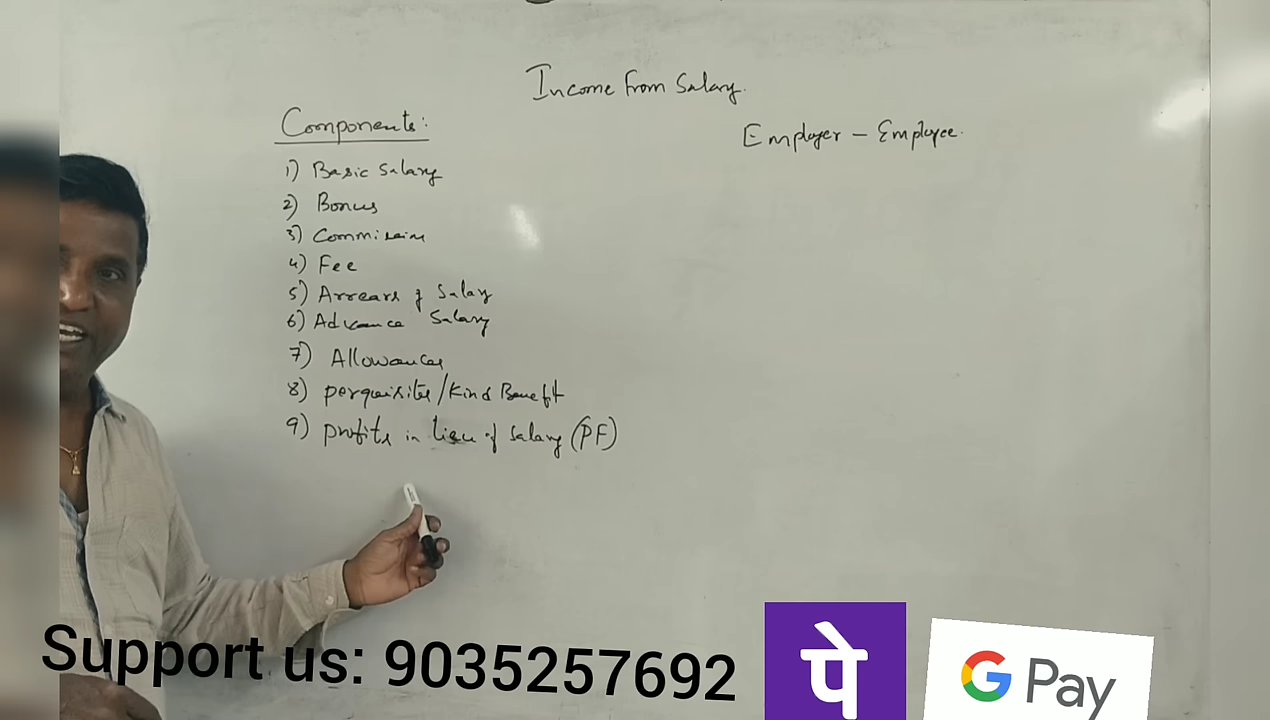 Income From Salary.
Components:
Employer – Employee.
1) Basic Salary
2) Bonus
3) Commission
4) Fee
5) Arrears of Salary
6) Advance Salary
7) Allowances
8) perquisites/Kind Benefit
9) profits in lieu of salary (PF)
Support us: 9035257692
पे
G Pay